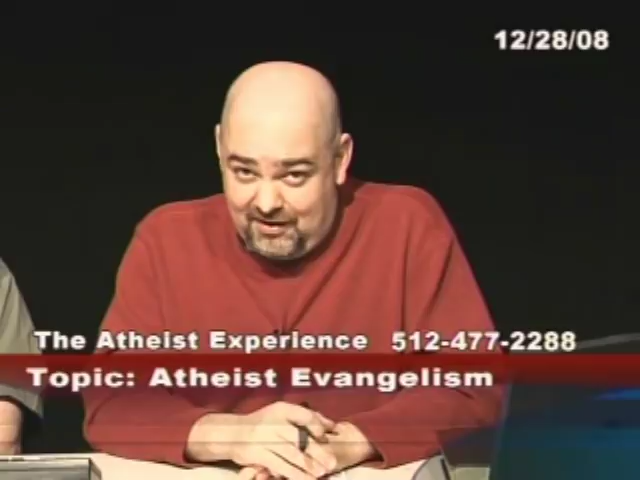 12/28/08
The Atheist Experience 512-477-2288
Topic: Atheist Evangelism